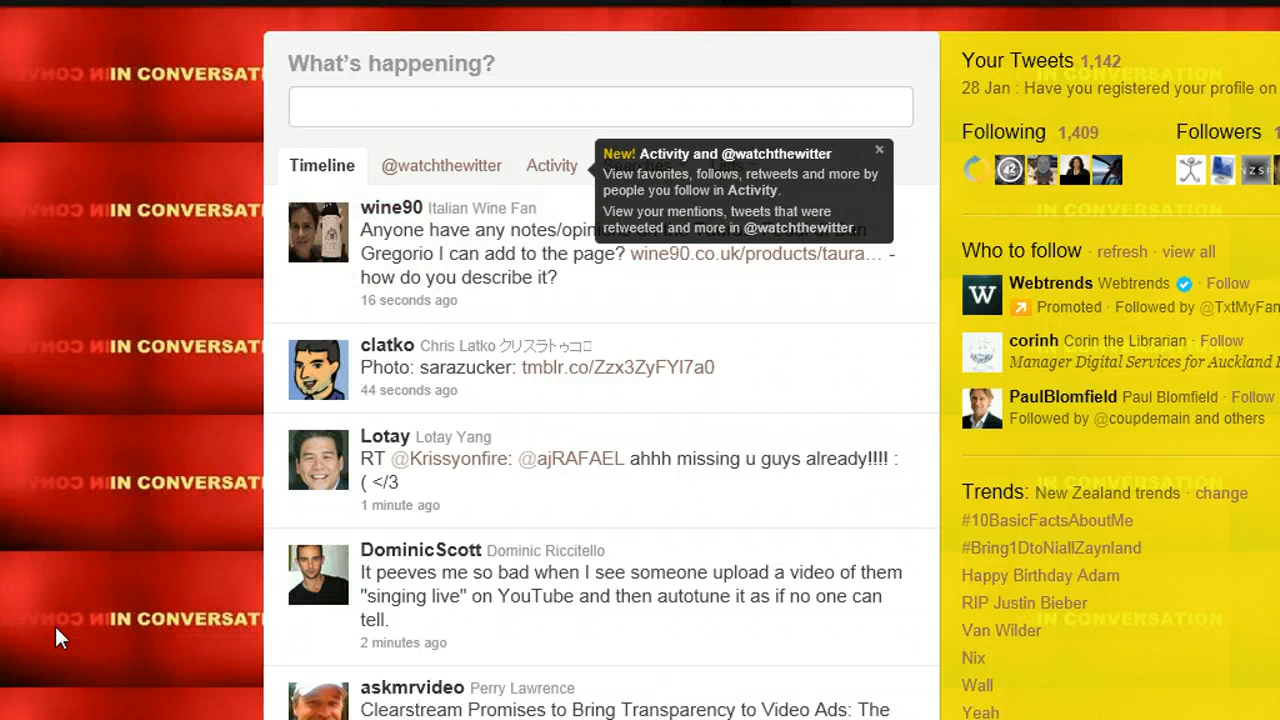 IN CONVERSATI
What's happening?
Timeline
@watchthewitter
Activity
New! Activity and @watchthewitter
View favorites, follows, retweets and more by
people you follow in Activity.
View your mentions, tweets that were
retweeted and more in @watchthewitter.
wine90 Italian Wine Fan
Anyone have any notes/opini
Gregorio I can add to the page? wine90.co.uk/products/taura… -
how do you describe it?
16 seconds ago
clatko Chris Latko クリスラトゥコ
Photo: sarazucker: tmblr.co/Zzx3ZyFYl7a0
44 seconds ago
Lotay Lotay Yang
RT @Krissyonfire: @ajRAFAEL ahhh missing u guys already!!!! :
( </3
1 minute ago
DominicScott Dominic Riccitello
It peeves me so bad when I see someone upload a video of them
"singing live" on YouTube and then autotune it as if no one can
tell.
2 minutes ago
askmrvideo Perry Lawrence
Clearstream Promises to Bring Transparency to Video Ads: The
IN CONVERSATI
IN CONVERSATI
IN CONVERSATI
IN CONVERSATI
Your Tweets 1,142
28 Jan : Have you registered your profile on
Following 1,409
Followers
42
NZSF
Who to follow · refresh · view all
W
Webtrends Webtrends · Follow
Promoted · Followed by @TxtMyFan
corinh Corin the Librarian · Follow
Manager Digital Services for Auckland
PaulBlomfield Paul Blomfield · Follow
Followed by @coupdemain and others
Trends: New Zealand trends · change
#10BasicFactsAboutMe
#Bring1DtoNiallZaynland
Happy Birthday Adam
RIP Justin Bieber
Van Wilder
Nix
Wall
Yeah
IN CONVERSATION
IN CONVERSATION
IN CONVERSATION